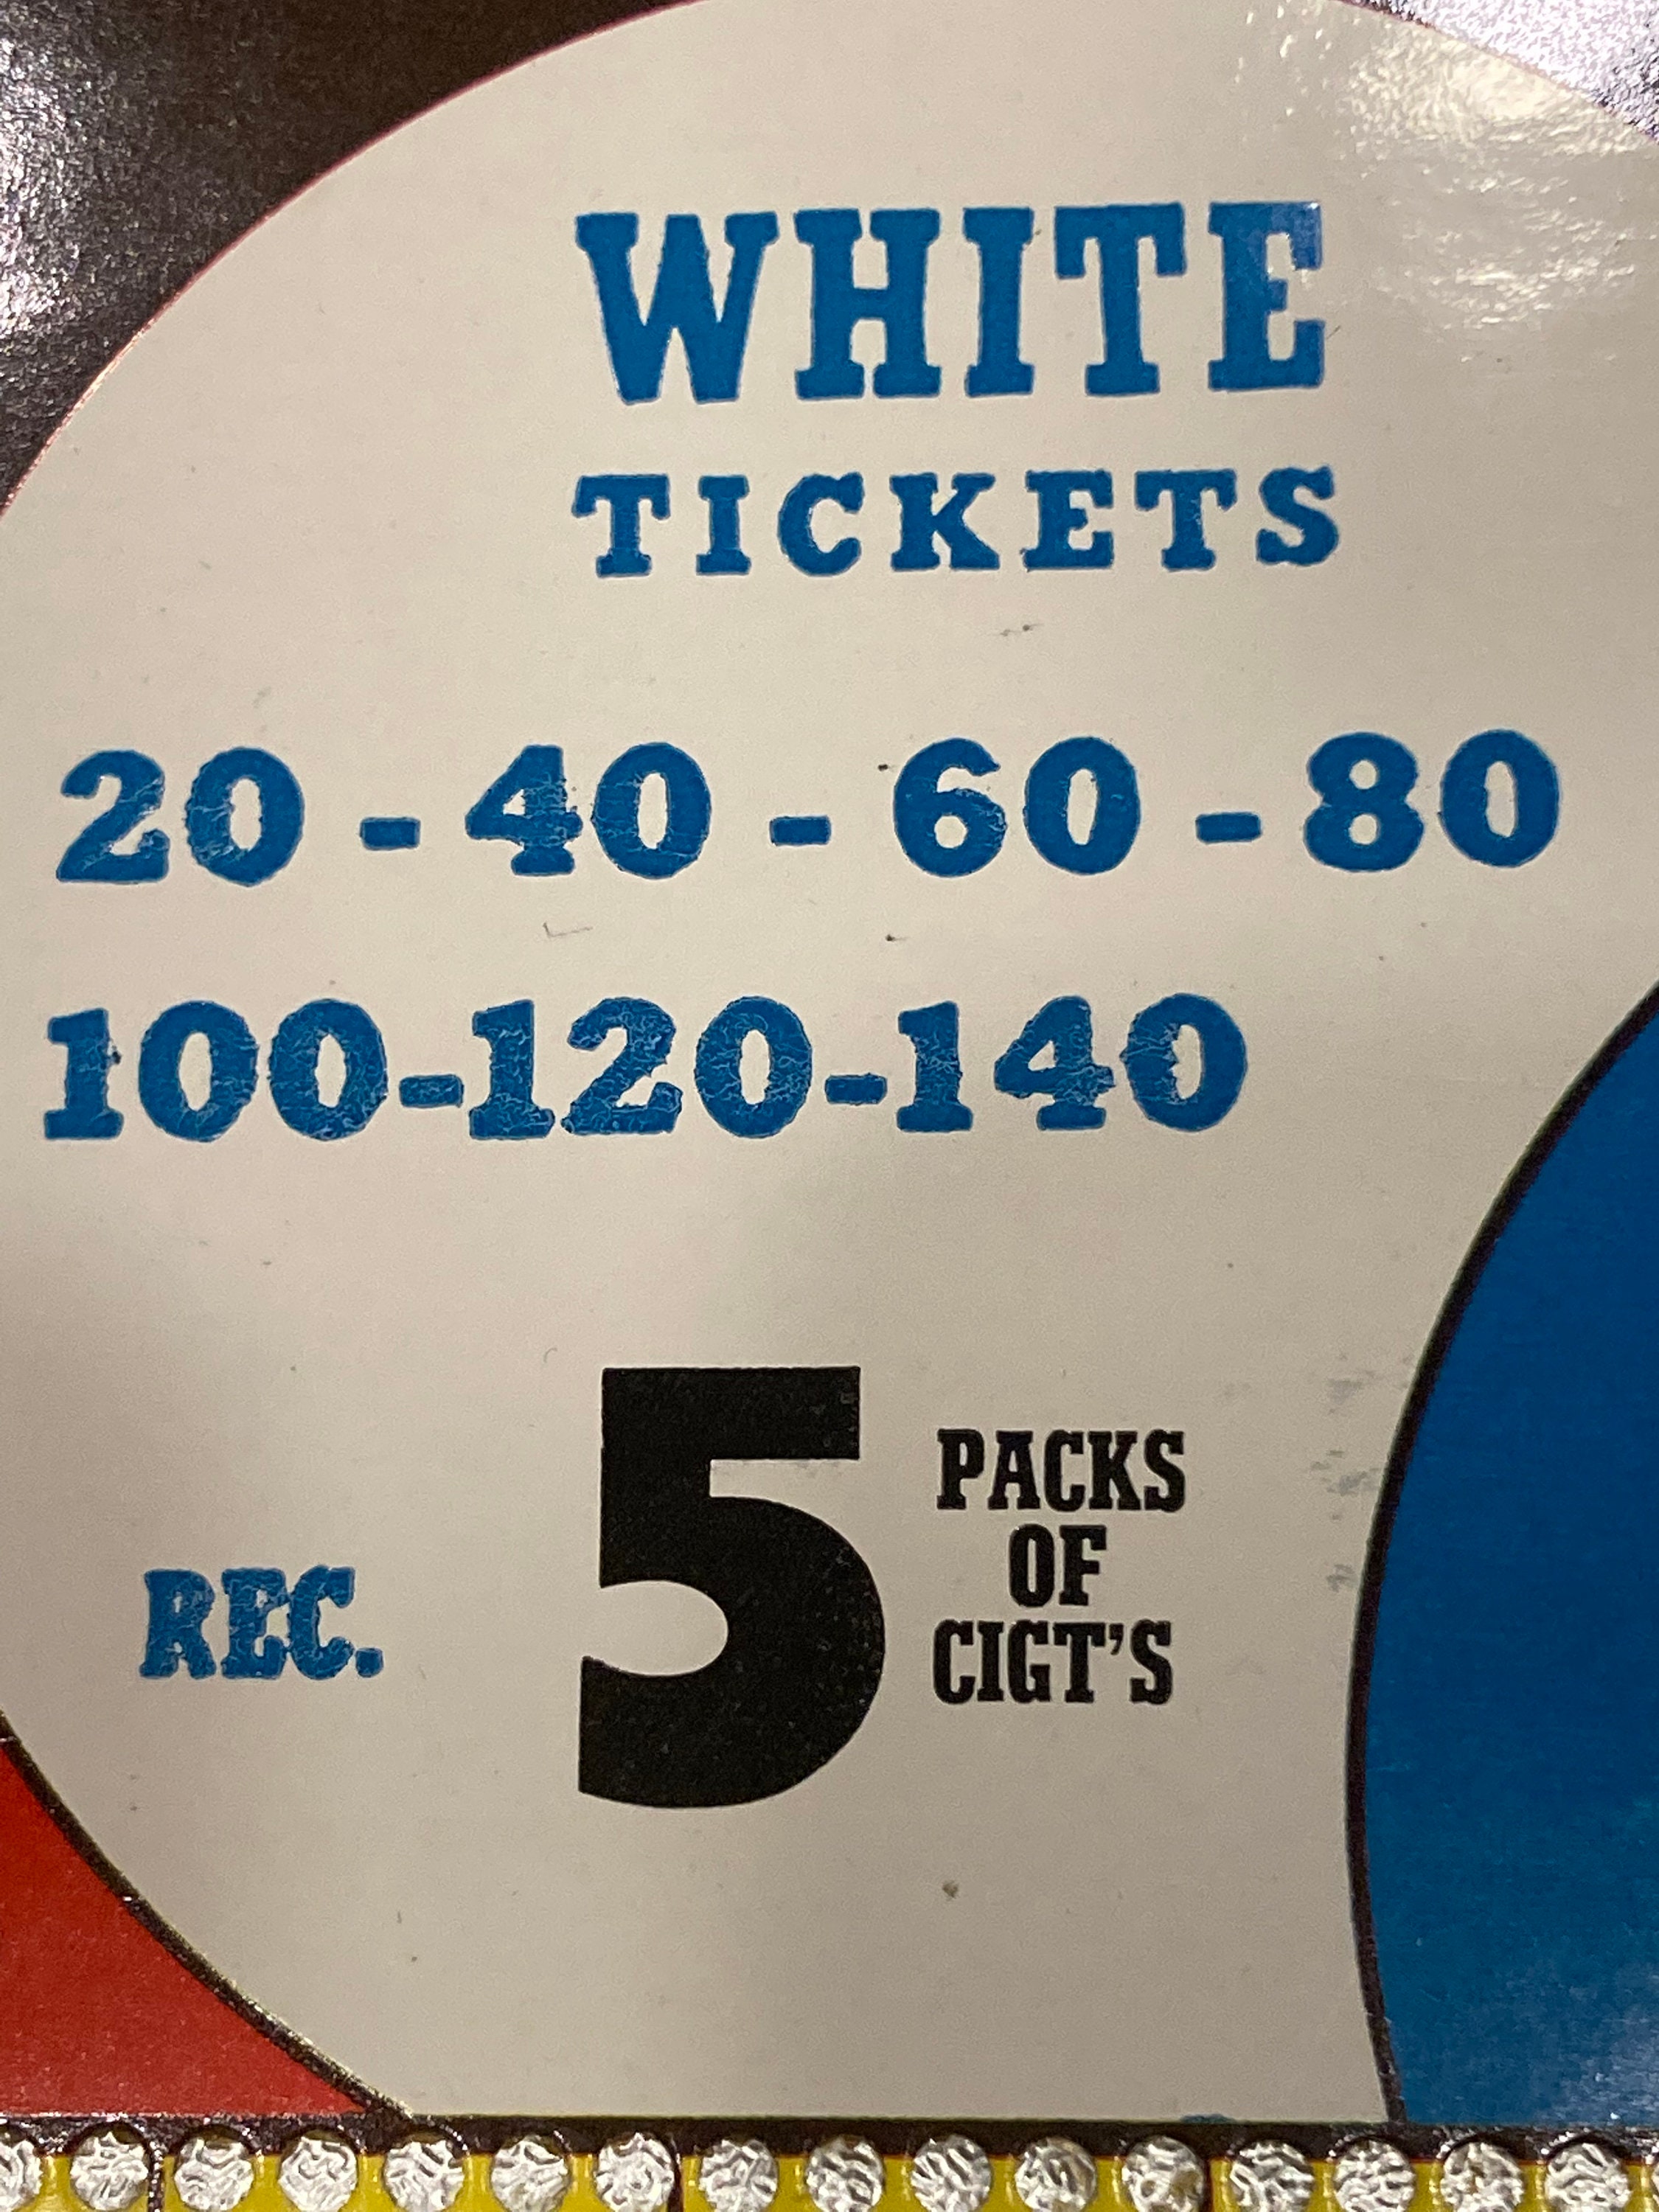 WHITE
TICKETS
20 - 40 - 60 - 80
100-120-140
REC. 5 PACKS
OF
CIGT'S